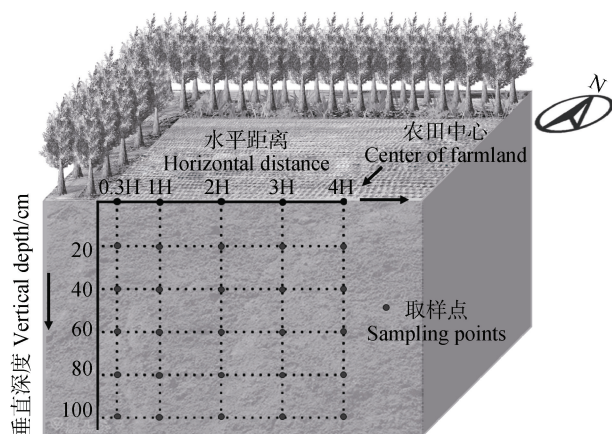 N
水平距离
Horizontal distance
农田中心
Center of farmland
0.3H 1H 2H 3H 4H
20
40
60
80
100
垂直深度 Vertical depth/cm
取样点
Sampling points